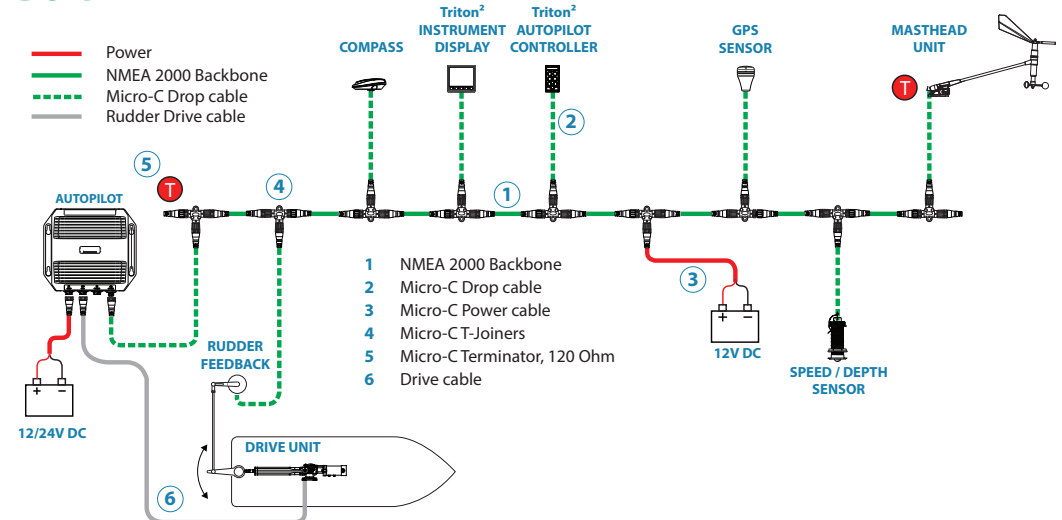 Power
NMEA 2000 Backbone
Micro-C Drop cable
Rudder Drive cable
COMPASS
Triton²
INSTRUMENT
DISPLAY
Triton²
AUTOPILOT
CONTROLLER
GPS
SENSOR
MASTHEAD
UNIT
T
2
5
T
4
1
AUTOPILOT
1 NMEA 2000 Backbone
2 Micro-C Drop cable
3 Micro-C Power cable
4 Micro-C T-Joiners
5 Micro-C Terminator, 120 Ohm
6 Drive cable
3
+ −
12V DC
SPEED / DEPTH
SENSOR
RUDDER
FEEDBACK
+ −
12/24V DC
DRIVE UNIT
6